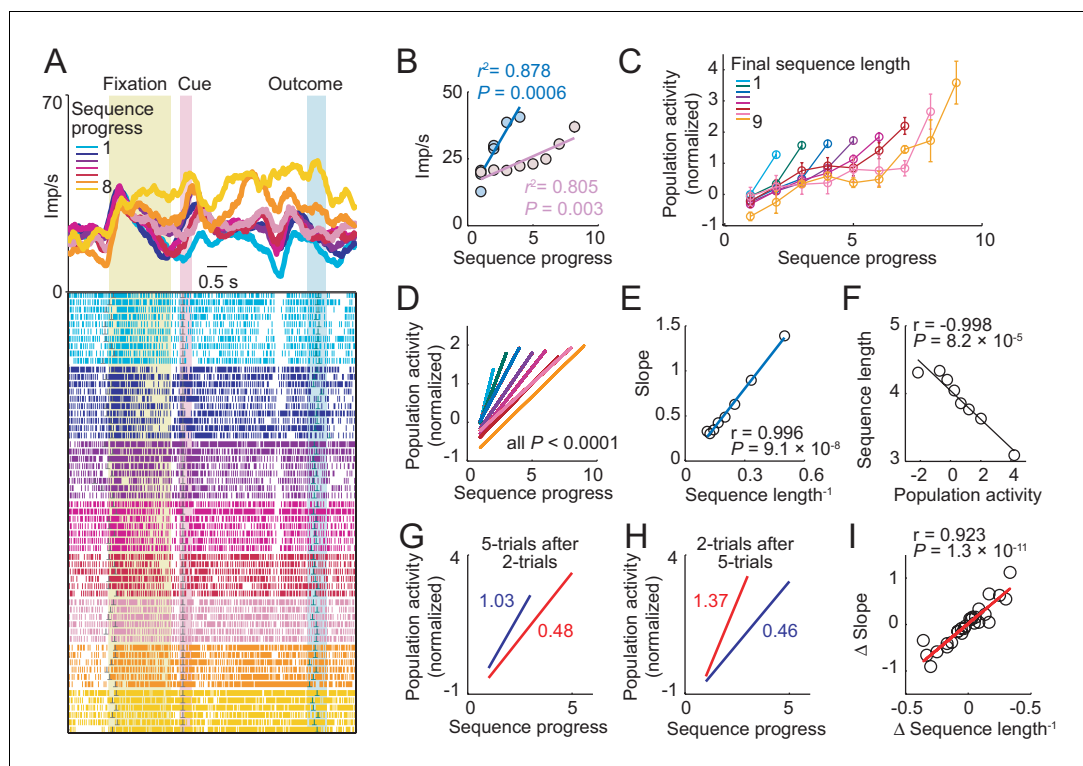 A
Fixation
Cue
Outcome
70
Sequence
progress
1
8
Imp/s
0.5 s
0
B
r²= 0.878
P = 0.0006
50
Imp/s
25
r²= 0.805
P = 0.003
0
0 5 10
Sequence progress
C
Final sequence length
1
9
Population activity
(normalized)
4
3
2
1
0
-1
0 5 10
Sequence progress
D
Population activity
(normalized)
2
1
0
-1
all P < 0.0001
0 5 10
Sequence progress
E
Slope
1.5
1.0
0.5
0
r = 0.996
P = 9.1 × 10⁻⁸
0 0.3 0.6
Sequence length⁻¹
F
r = -0.998
P = 8.2 × 10⁻⁵
Sequence length
5
4
3
-2 0 2 4
Population activity
G
5-trials after
2-trials
Population activity
(normalized)
4
-1
1.03
0.48
5
Sequence progress
H
2-trials after
5-trials
Population activity
(normalized)
4
-1
1.37
0.46
5
Sequence progress
I
r = 0.923
P = 1.3 × 10⁻¹¹
Δ Slope
1
0
-1
-0.5 0 -0.5
Δ Sequence length⁻¹